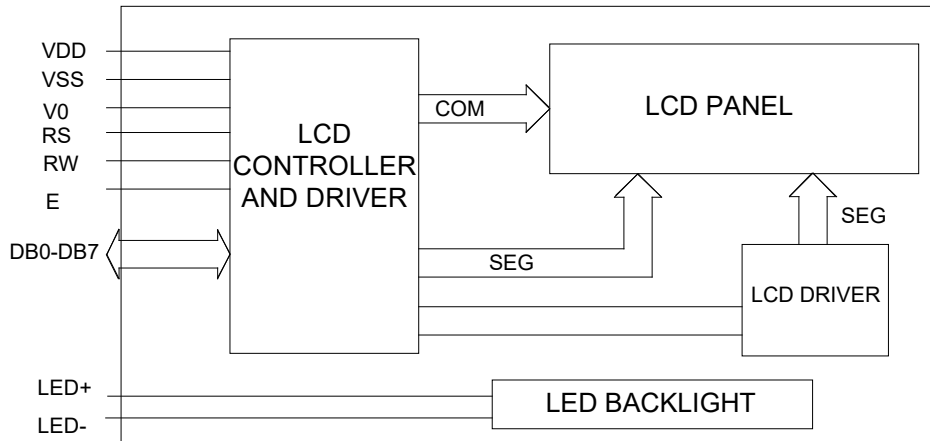 VDD
VSS
V0
RS
RW
E
DB0-DB7
LED+
LED-
LCD
CONTROLLER
AND DRIVER
COM
SEG
LCD PANEL
SEG
LCD DRIVER
LED BACKLIGHT